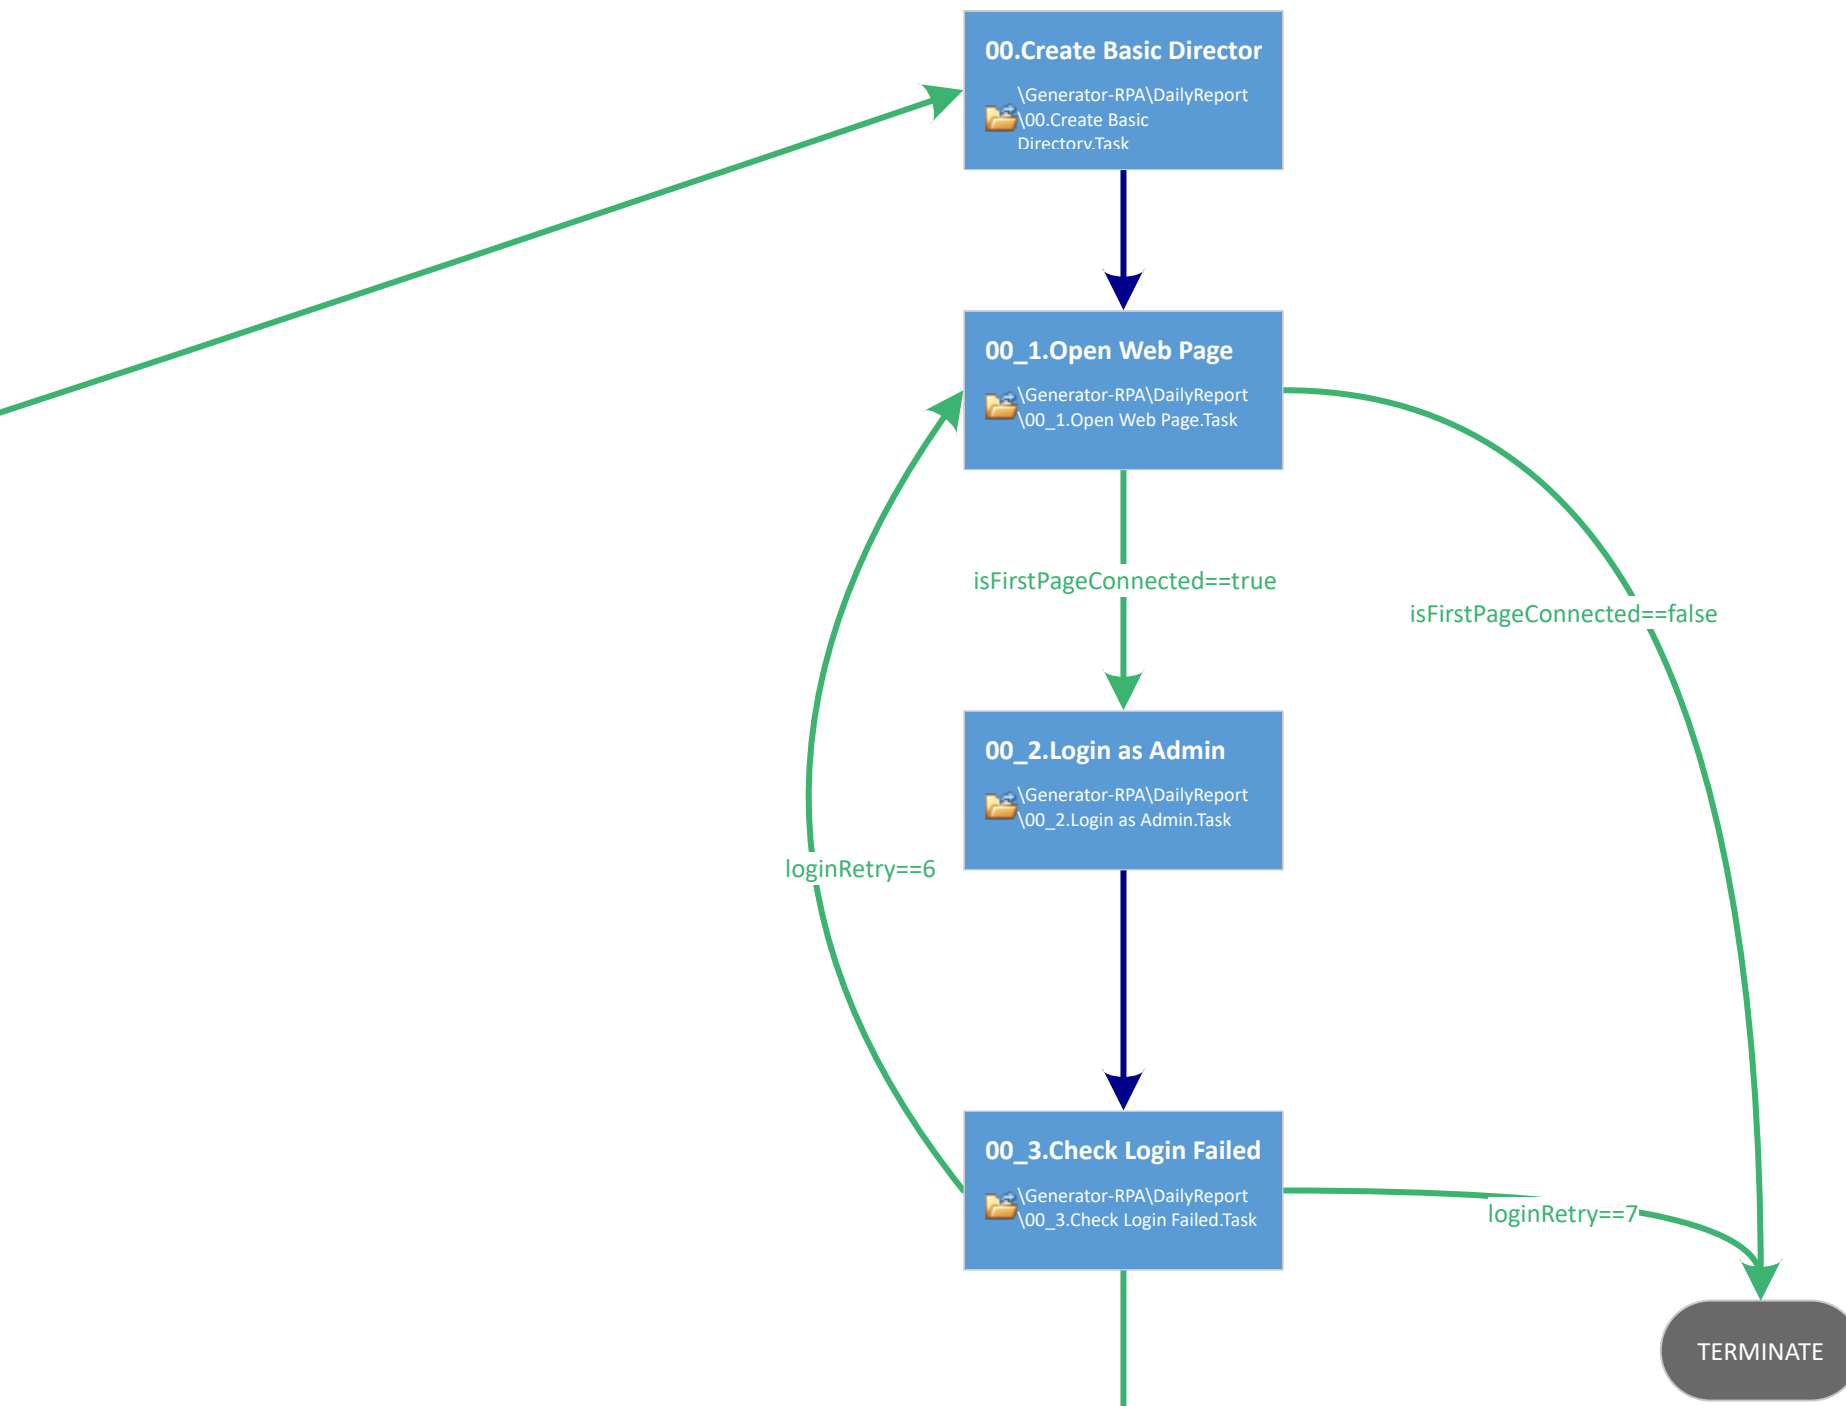 00.Create Basic Director
\Generator-RPA\DailyReport
\00.Create Basic
Directory.Task
00_1.Open Web Page
\Generator-RPA\DailyReport
\00_1.Open Web Page.Task
isFirstPageConnected==true
isFirstPageConnected==false
00_2.Login as Admin
\Generator-RPA\DailyReport
\00_2.Login as Admin.Task
loginRetry==6
00_3.Check Login Failed
\Generator-RPA\DailyReport
\00_3.Check Login Failed.Task
loginRetry==7
TERMINATE